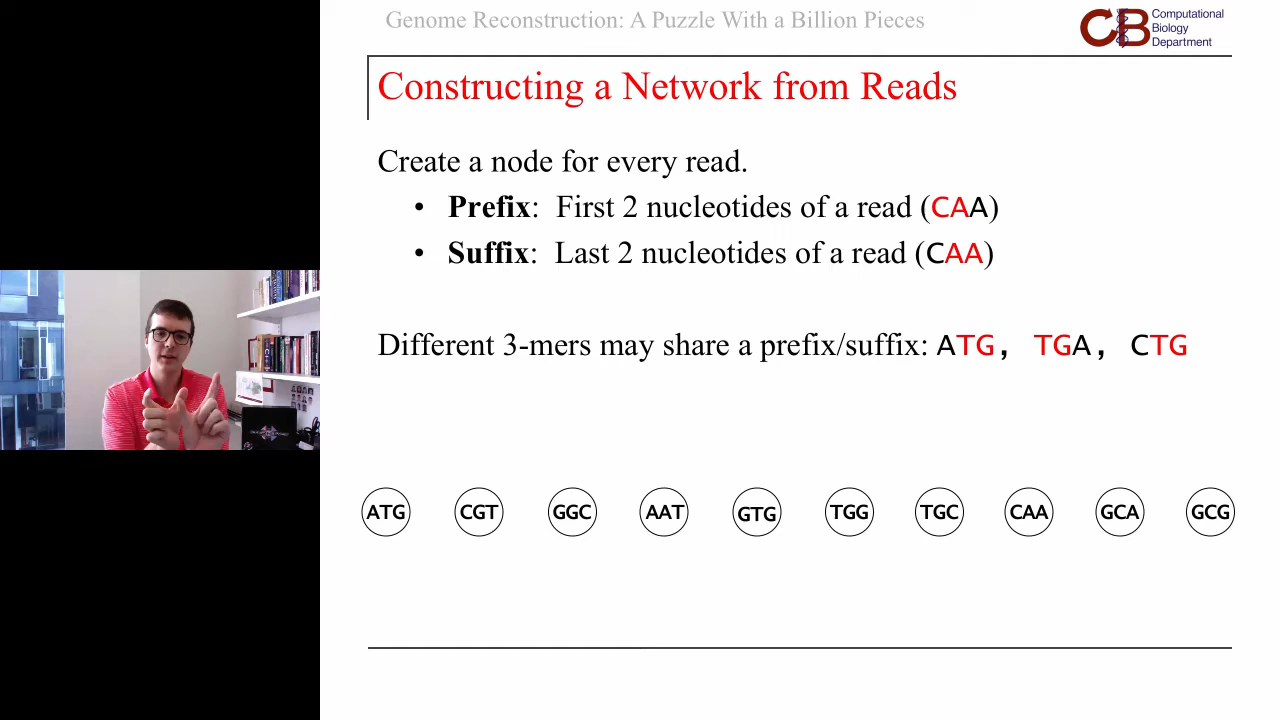 Genome Reconstruction: A Puzzle With a Billion Pieces
CB Computational
Biology
Department
Constructing a Network from Reads
Create a node for every read.
• Prefix: First 2 nucleotides of a read (CAA)
• Suffix: Last 2 nucleotides of a read (CAA)
Different 3-mers may share a prefix/suffix: ATG, TGA, CTG
ATG CGT GGC AAT GTG TGG TGC CAA GCA GCG